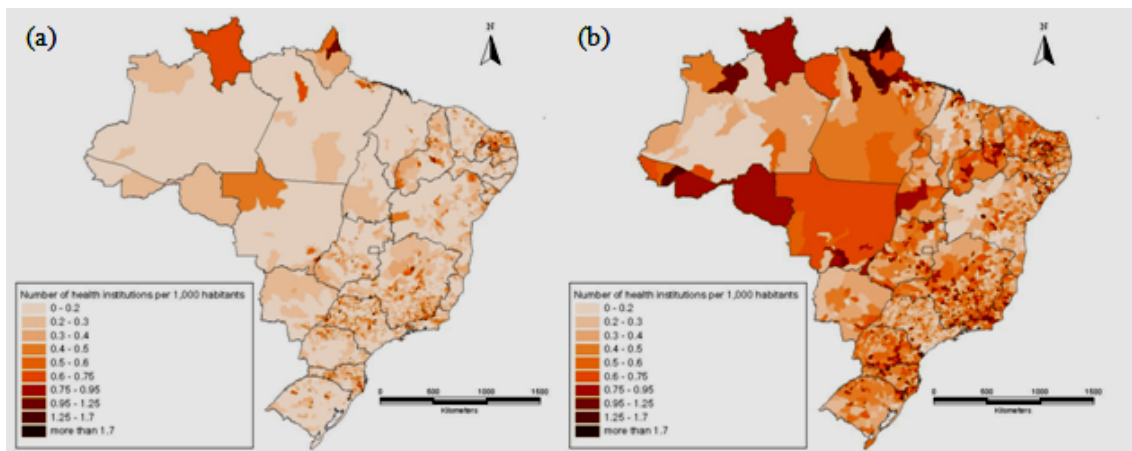 (a)
N
Number of health institutions per 1,000 habitants
0 - 0.2
0.2 - 0.3
0.3 - 0.4
0.4 - 0.5
0.5 - 0.6
0.6 - 0.75
0.75 - 0.95
0.95 - 1.25
1.25 - 1.7
more than 1.7
0 500 1000 1500
Kilometers
(b)
N
Number of health institutions per 1,000 habitants
0 - 0.2
0.2 - 0.3
0.3 - 0.4
0.4 - 0.5
0.5 - 0.6
0.6 - 0.75
0.75 - 0.95
0.95 - 1.25
1.25 - 1.7
more than 1.7
0 500 1000 1500
Kilometers